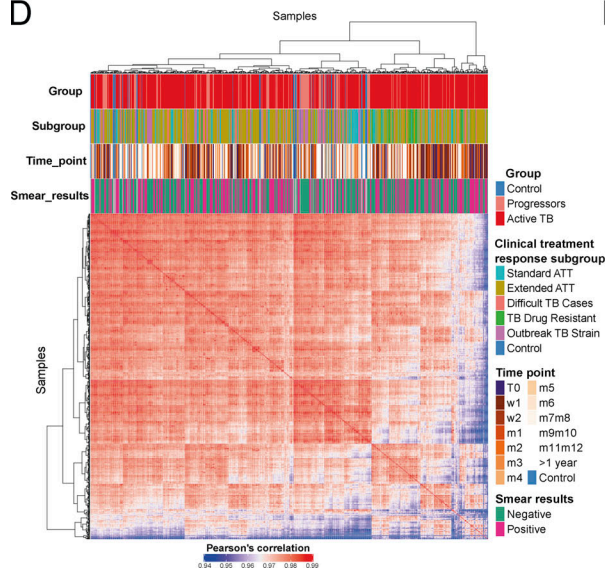 D
Samples
Group
Subgroup
Time_point
Smear_results
Samples
Group
Control
Progressors
Active TB
Clinical treatment
response subgroup
Standard ATT
Extended ATT
Difficult TB Cases
TB Drug Resistant
Outbreak TB Strain
Control
Time point
T0 m5
w1 m6
w2 m7m8
m1 m9m10
m2 m11m12
m3 >1 year
m4 Control
Smear results
Negative
Positive
Pearson's correlation
0.94 0.95 0.96 0.97 0.98 0.99